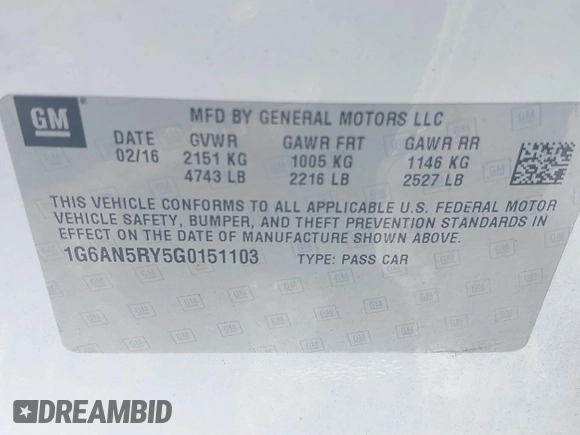 GM
MFD BY GENERAL MOTORS LLC
DATE GVWR GAWR FRT GAWR RR
02/16 2151 KG 1005 KG 1146 KG
4743 LB 2216 LB 2527 LB
THIS VEHICLE CONFORMS TO ALL APPLICABLE U.S. FEDERAL MOTOR
VEHICLE SAFETY, BUMPER, AND THEFT PREVENTION STANDARDS IN
EFFECT ON THE DATE OF MANUFACTURE SHOWN ABOVE.
1G6AN5RY5G0151103 TYPE: PASS CAR
DREAMBID